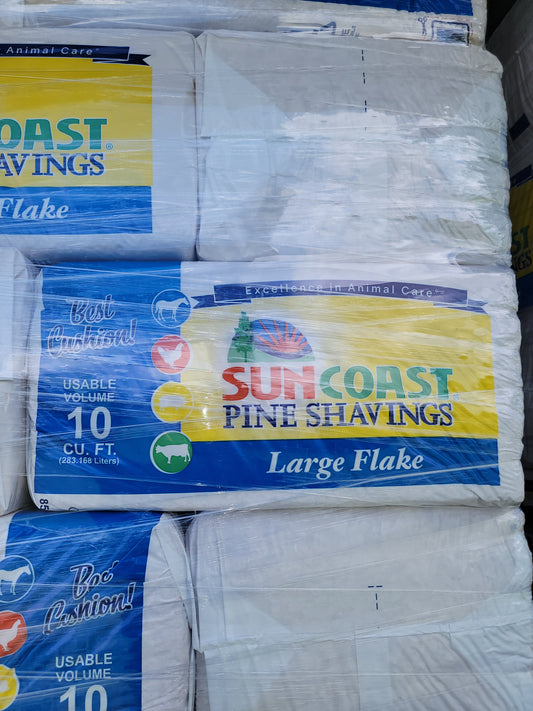 Animal Care
COAST®
AVINGS
Flake
Best
Cushion!
USABLE
VOLUME
10
CU. FT.
(283.168 Liters)
Excellence in Animal Care
SUNCOAST®
PINE SHAVINGS
Large Flake
Cushion!
USABLE
VOLUME
10